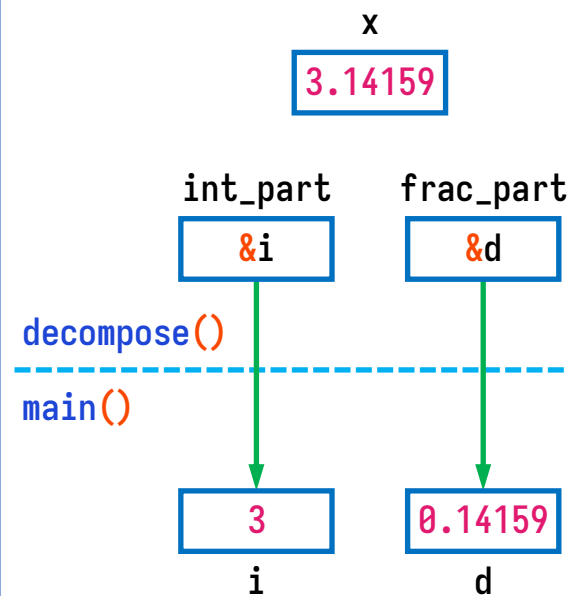 x
3.14159
int_part frac_part
&i &d
decompose()
main()
3 0.14159
i d